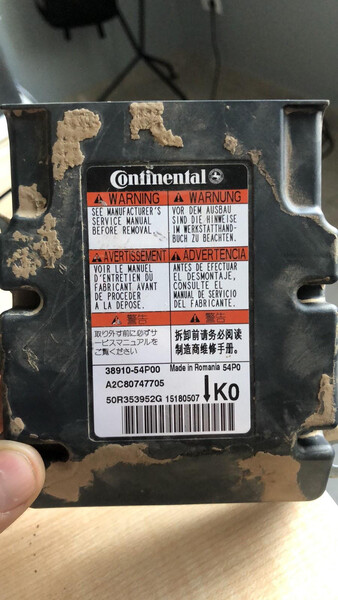 Continental
WARNING
SEE MANUFACTURER'S
SERVICE MANUAL
BEFORE REMOVAL.
WARNUNG
VOR DEM AUSBAU
SIND DIE HINWEISE
IM WERKSTATTHAND-
BUCH ZU BEACHTEN.
AVERTISSEMENT
VOIR LE MANUEL
D'ENTRETIEN DU
FABRICANT AVANT
DE PROCEDER
A LA DEPOSE.
ADVERTENCIA
ANTES DE EFECTUAR
EL DESMONTAJE,
CONSULTE EL
MANUAL DE SERVICIO
DEL FABRICANTE.
警告
取り外す前に必ずサ
ービスマニュアルを
ご覧ください
警告
拆卸前请务必阅读
制造商维修手册。
38910-54P00 Made in Romania 54P0
A2C80747705
50R353952G 15180507 K0